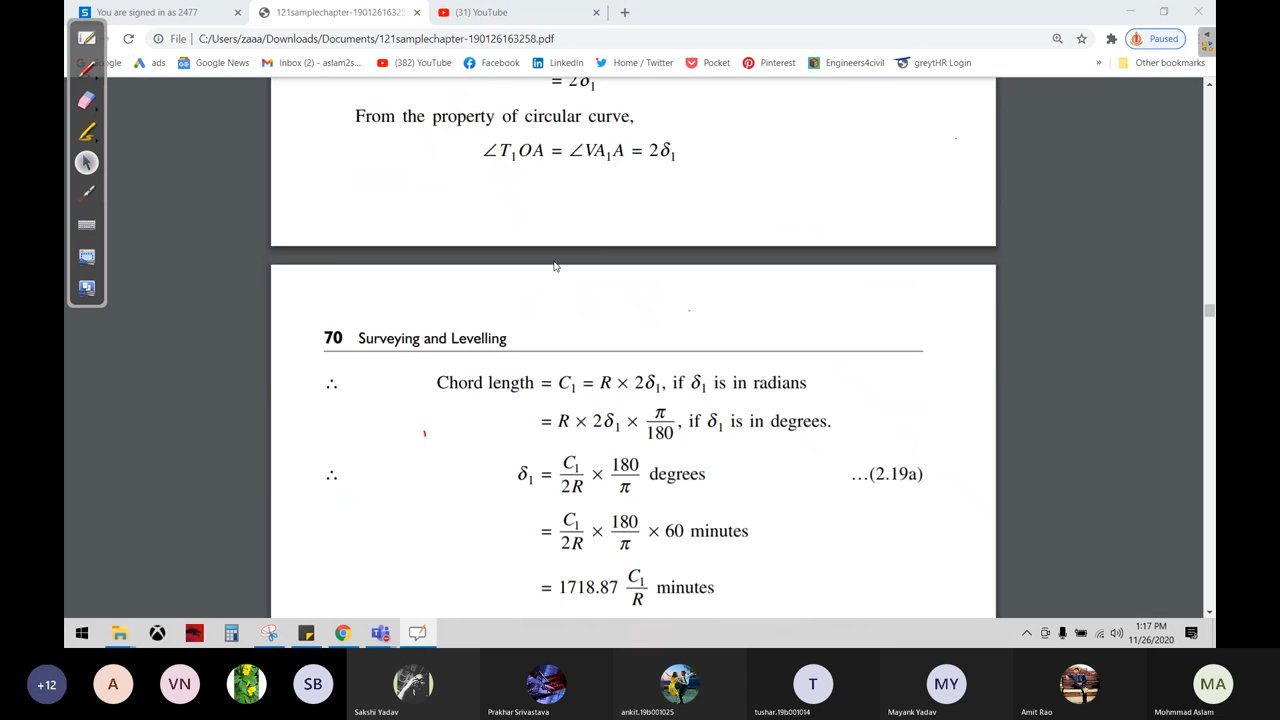 You are signed in as 2477
121samplechapter-19012616325
(31) YouTube
File
C:/Users/zaaa/Downloads/Documents/121samplechapter-190126163258.pdf
Paused
ads
Google News
Inbox (2) - aslam2s...
(382) YouTube
Facebook
LinkedIn
Home / Twitter
Pocket
Pinterest
Engineers4civil
greytHR Login
»
Other bookmarks
= 2δ₁
From the property of circular curve,
∠T₁OA = ∠VA₁A = 2δ₁
70 Surveying and Levelling
∴ Chord length = C₁ = R × 2δ₁, if δ₁ is in radians
= R × 2δ₁ × π/180, if δ₁ is in degrees.
∴ δ₁ = C₁/2R × 180/π degrees ...(2.19a)
= C₁/2R × 180/π × 60 minutes
= 1718.87 C₁/R minutes
1:17 PM
11/26/2020
+12
A
VN
SB
T
MY
MA
Sakshi Yadav
Prakhar Srivastava
ankit.19b001025
tushar.19b001014
Mayank Yadav
Amit Rao
Mohmmad Aslam